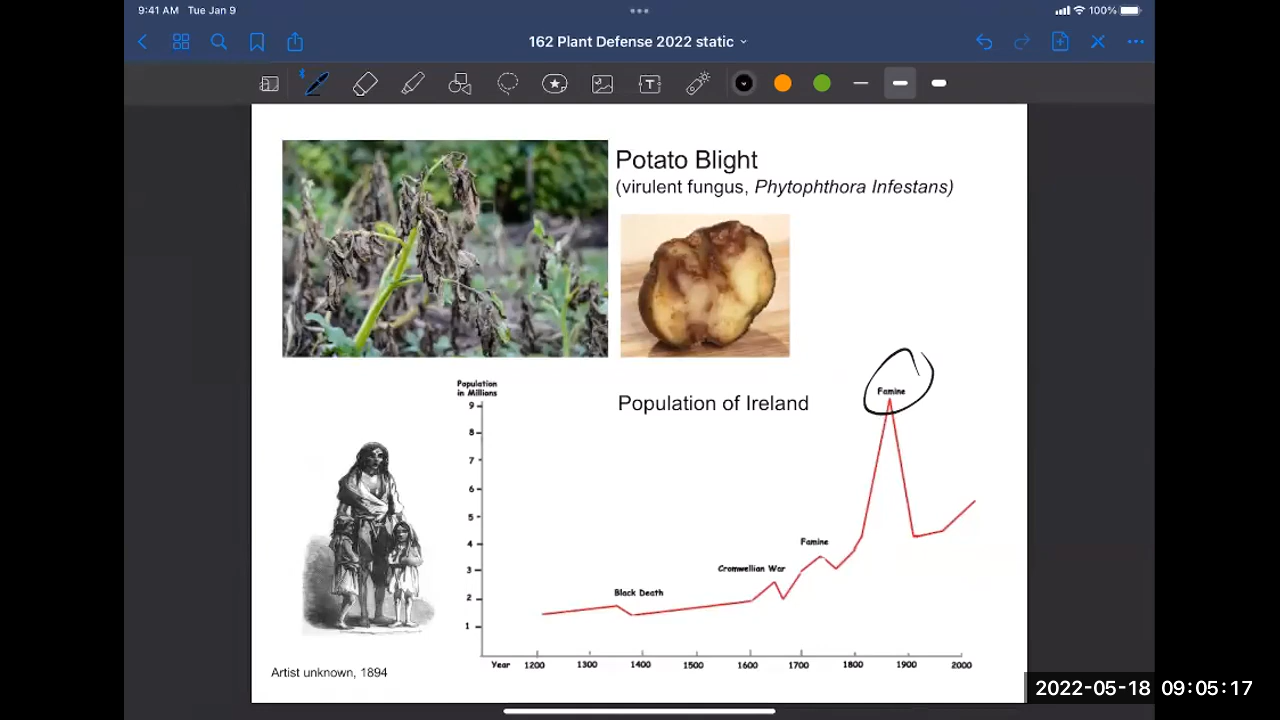 9:41 AM Tue Jan 9
100%
162 Plant Defense 2022 static
T
Potato Blight
(virulent fungus, Phytophthora Infestans)
Population
in Millions
Population of Ireland
Famine
9
8
7
6
5
4
3
2
1
Famine
Cromwellian War
Black Death
Year 1200 1300 1400 1500 1600 1700 1800 1900 2000
Artist unknown, 1894
2022-05-18 09:05:17